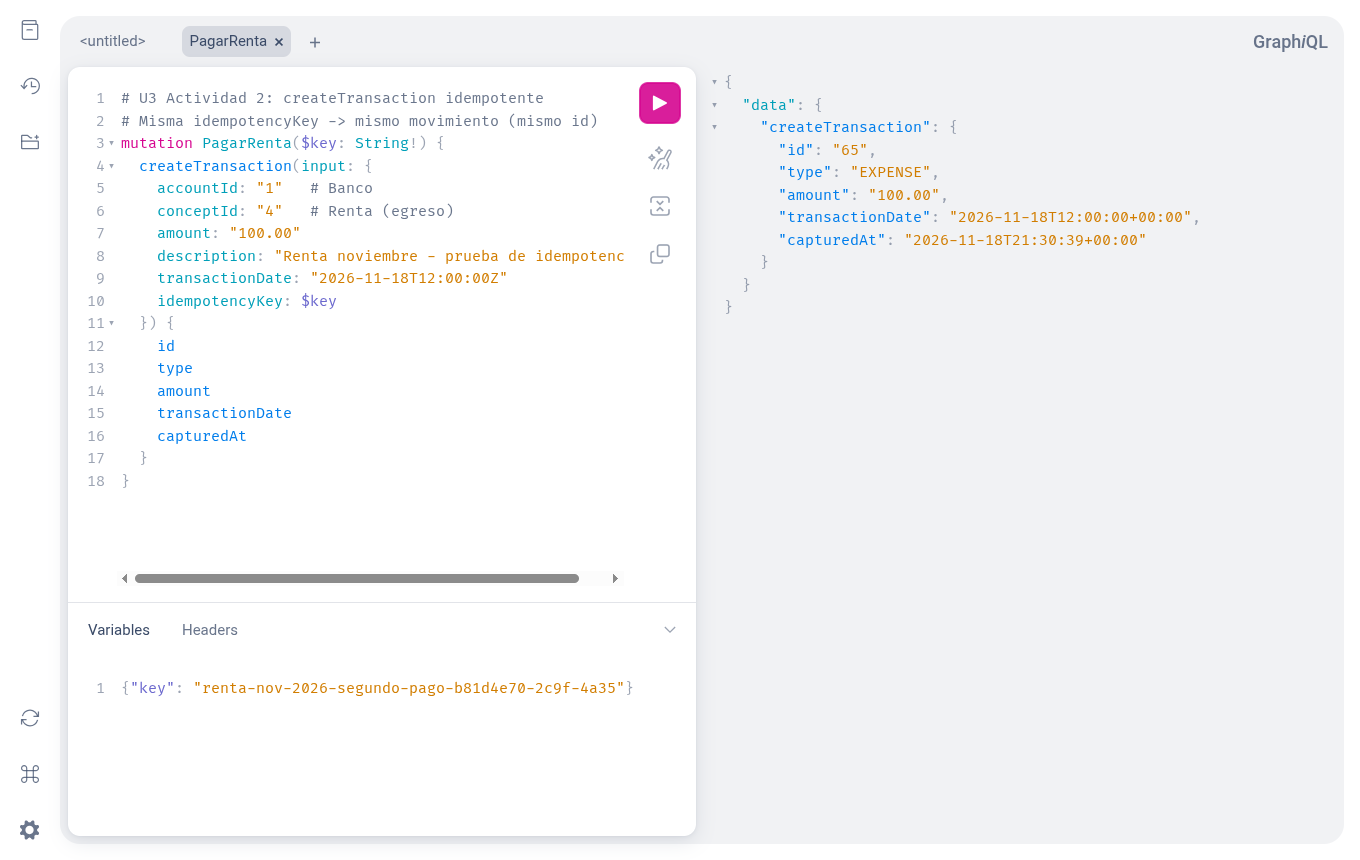 <untitled>
PagarRenta
GraphiQL
1 # U3 Actividad 2: createTransaction idempotente
2 # Misma idempotencyKey -> mismo movimiento (mismo id)
3 mutation PagarRenta($key: String!) {
4 createTransaction(input: {
5 accountId: "1" # Banco
6 conceptId: "4" # Renta (egreso)
7 amount: "100.00"
8 description: "Renta noviembre - prueba de idempotenc
9 transactionDate: "2026-11-18T12:00:00Z"
10 idempotencyKey: $key
11 }) {
12 id
13 type
14 amount
15 transactionDate
16 capturedAt
17 }
18 }
Variables Headers
1 {"key": "renta-nov-2026-segundo-pago-b81d4e70-2c9f-4a35"}
{
"data": {
"createTransaction": {
"id": "65",
"type": "EXPENSE",
"amount": "100.00",
"transactionDate": "2026-11-18T12:00:00+00:00",
"capturedAt": "2026-11-18T21:30:39+00:00"
}
}
}